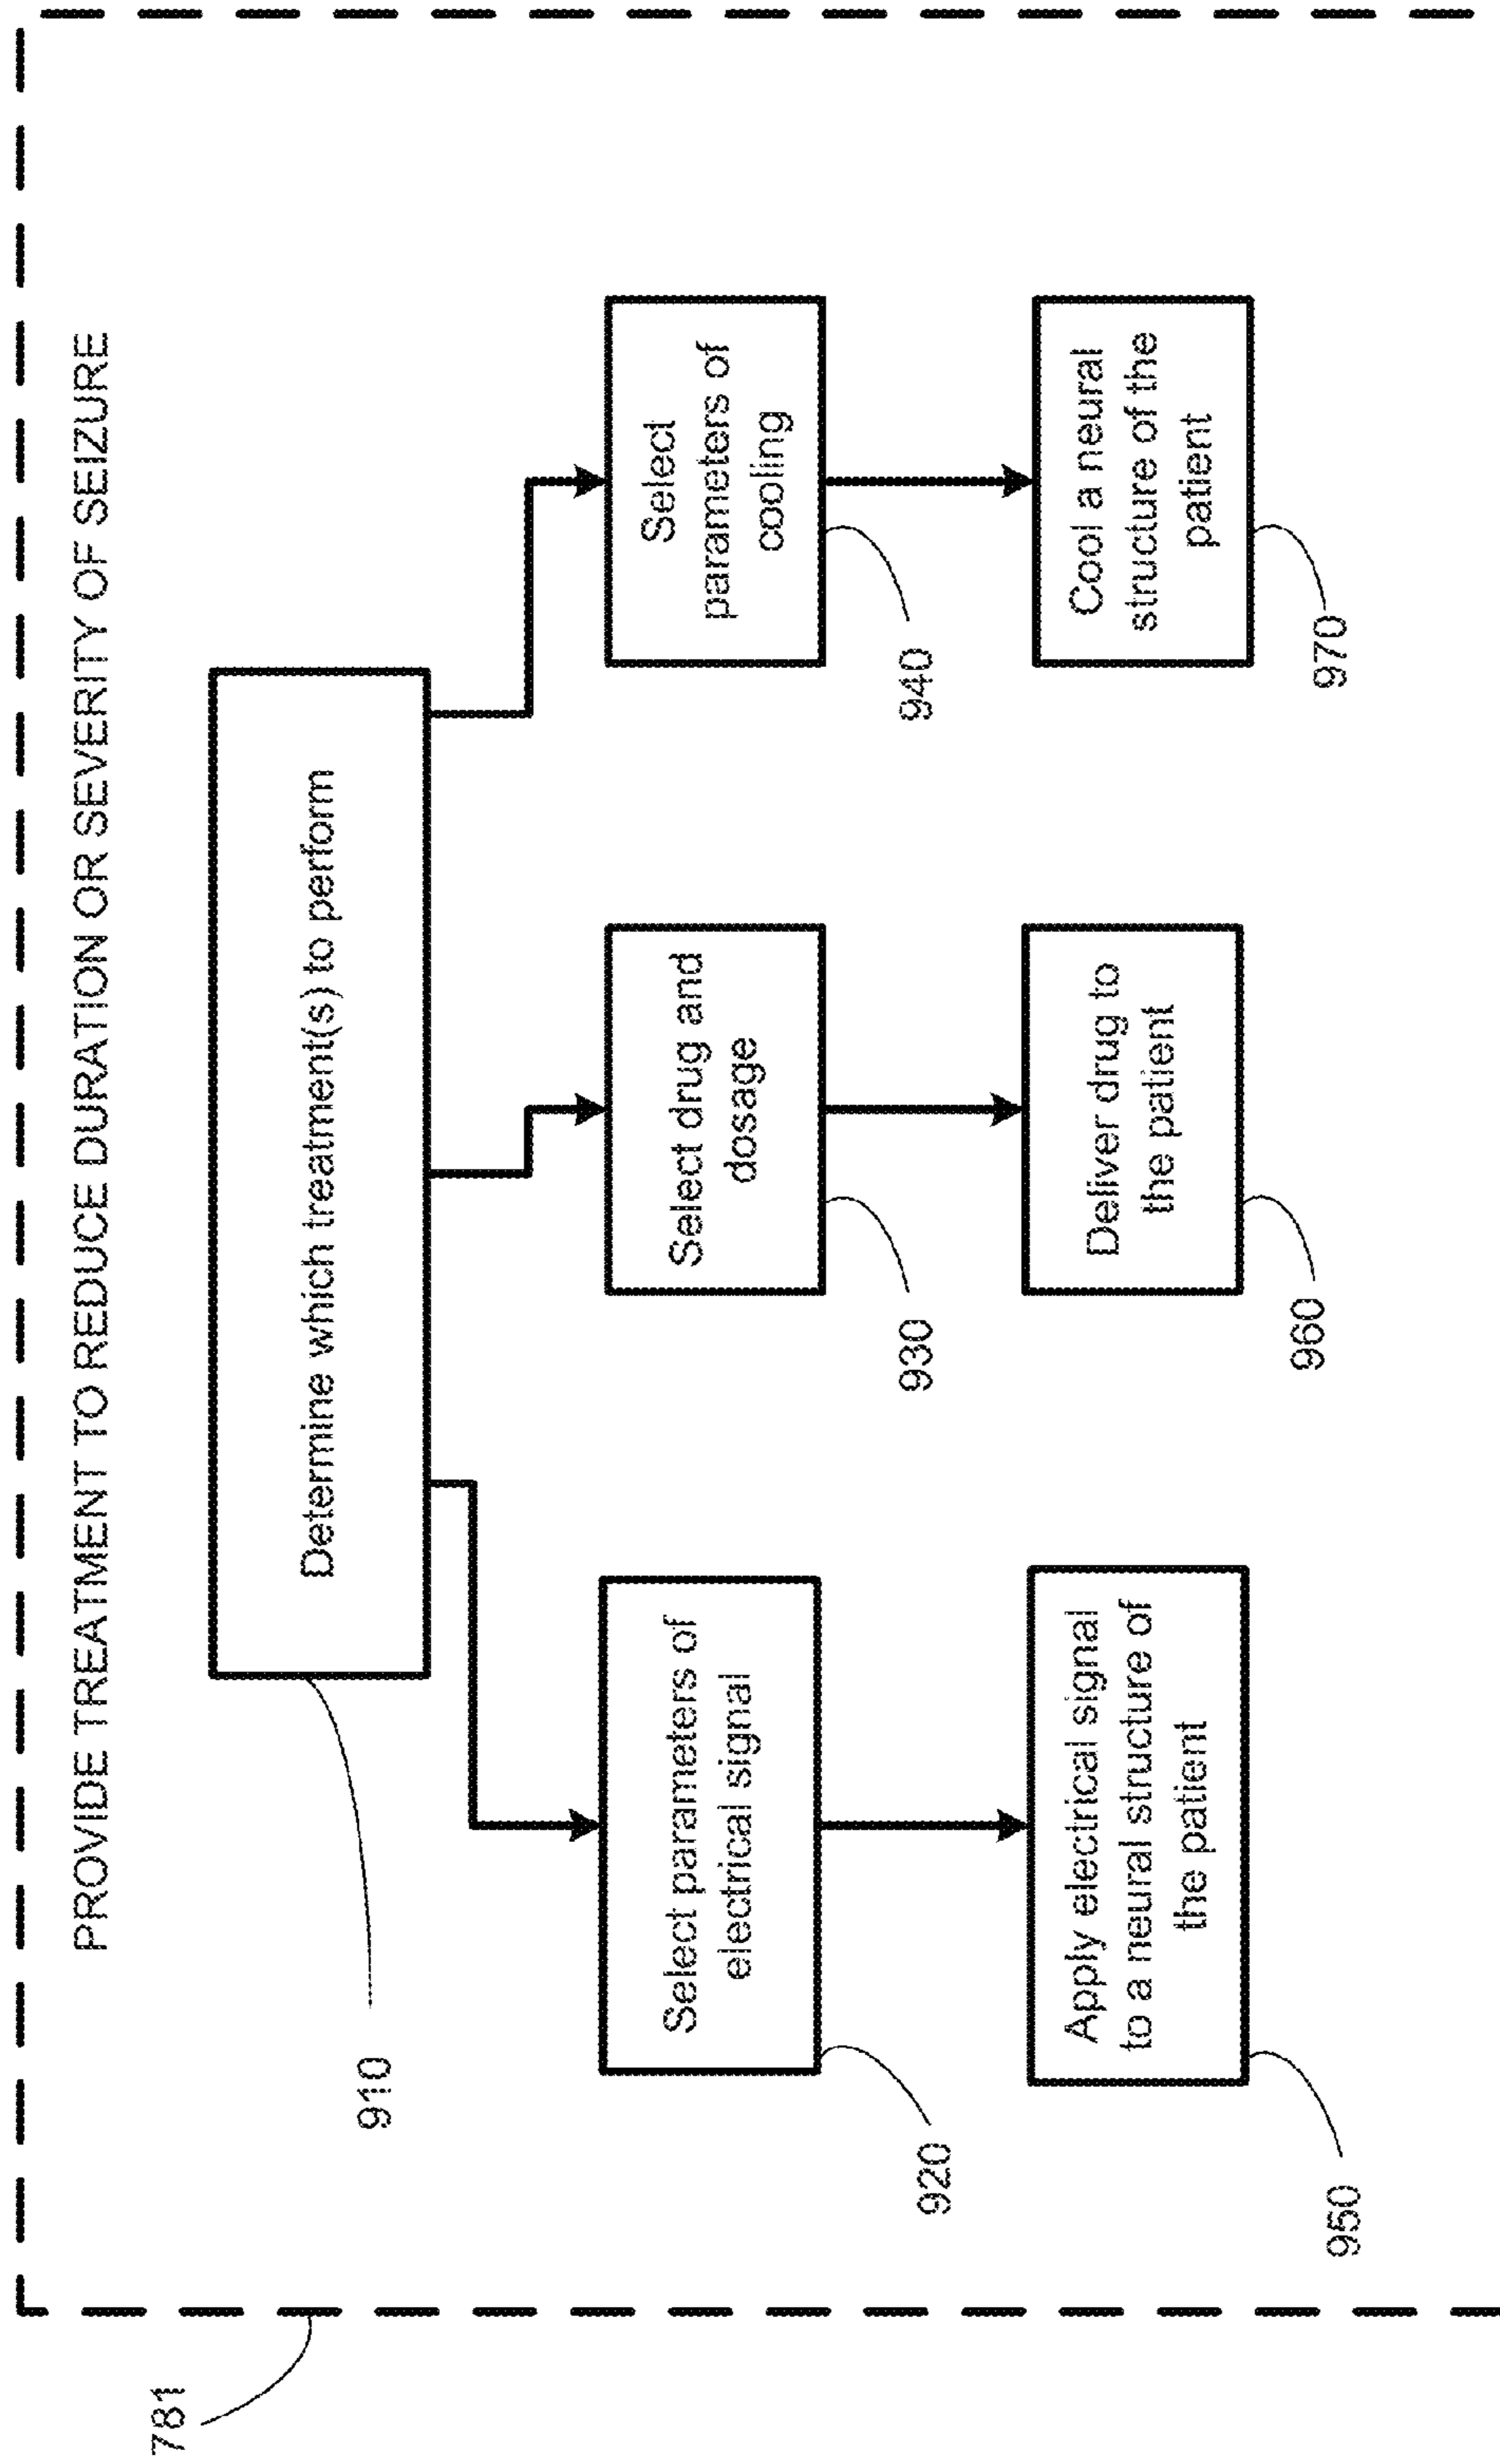 PROVIDE TREATMENT TO REDUCE DURATION OR SEVERITY OF SEIZURE
781
Determine which treatment(s) to perform
910
Select parameters of
electrical signal
920
Select drug and
dosage
930
Select
parameters of
cooling
940
Apply electrical signal
to a neural structure of
the patient
950
Deliver drug to
the patient
960
Cool a neural
structure of the
patient
970